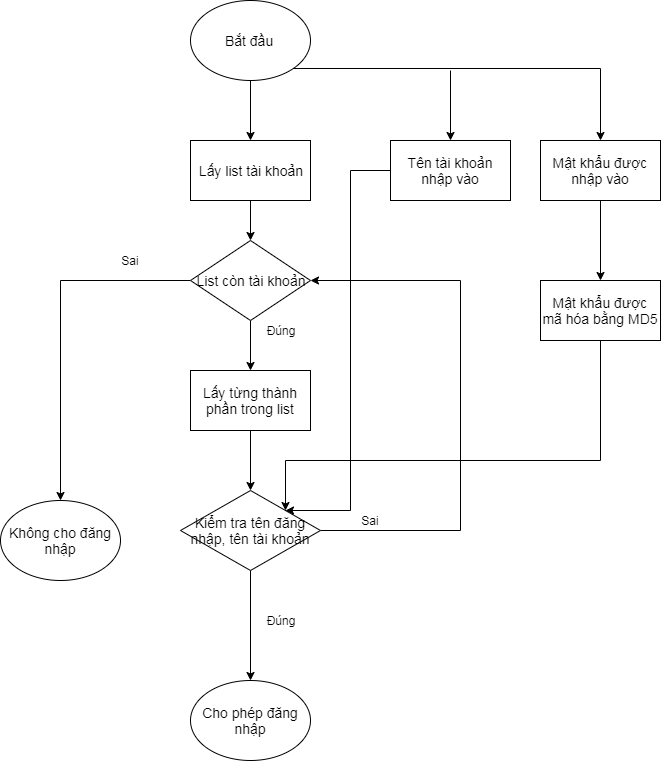 Bắt đầu
Lấy list tài khoản
Tên tài khoản
nhập vào
Mật khẩu được
nhập vào
Sai
List còn tài khoản
Mật khẩu được
mã hóa bằng MD5
Đúng
Lấy từng thành
phần trong list
Không cho đăng
nhập
Kiểm tra tên đăng
nhập, tên tài khoản
Sai
Đúng
Cho phép đăng
nhập